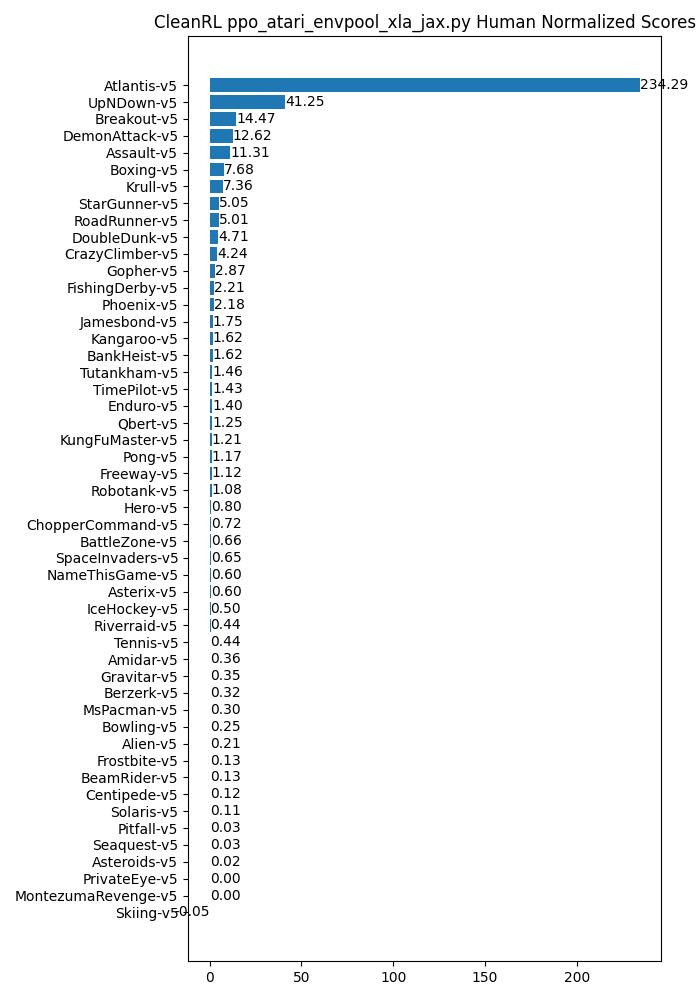 CleanRL ppo_atari_envpool_xla_jax.py Human Normalized Scores
Atlantis-v5 234.29
UpNDown-v5 41.25
Breakout-v5 14.47
DemonAttack-v5 12.62
Assault-v5 11.31
Boxing-v5 7.68
Krull-v5 7.36
StarGunner-v5 5.05
RoadRunner-v5 5.01
DoubleDunk-v5 4.71
CrazyClimber-v5 4.24
Gopher-v5 2.87
FishingDerby-v5 2.21
Phoenix-v5 2.18
Jamesbond-v5 1.75
Kangaroo-v5 1.62
BankHeist-v5 1.62
Tutankham-v5 1.46
TimePilot-v5 1.43
Enduro-v5 1.40
Qbert-v5 1.25
KungFuMaster-v5 1.21
Pong-v5 1.17
Freeway-v5 1.12
Robotank-v5 1.08
Hero-v5 0.80
ChopperCommand-v5 0.72
BattleZone-v5 0.66
SpaceInvaders-v5 0.65
NameThisGame-v5 0.60
Asterix-v5 0.60
IceHockey-v5 0.50
Riverraid-v5 0.44
Tennis-v5 0.44
Amidar-v5 0.36
Gravitar-v5 0.35
Berzerk-v5 0.32
MsPacman-v5 0.30
Bowling-v5 0.25
Alien-v5 0.21
Frostbite-v5 0.13
BeamRider-v5 0.13
Centipede-v5 0.12
Solaris-v5 0.11
Pitfall-v5 0.03
Seaquest-v5 0.03
Asteroids-v5 0.02
PrivateEye-v5 0.00
MontezumaRevenge-v5 0.00
Skiing-v5 −0.05
0 50 100 150 200